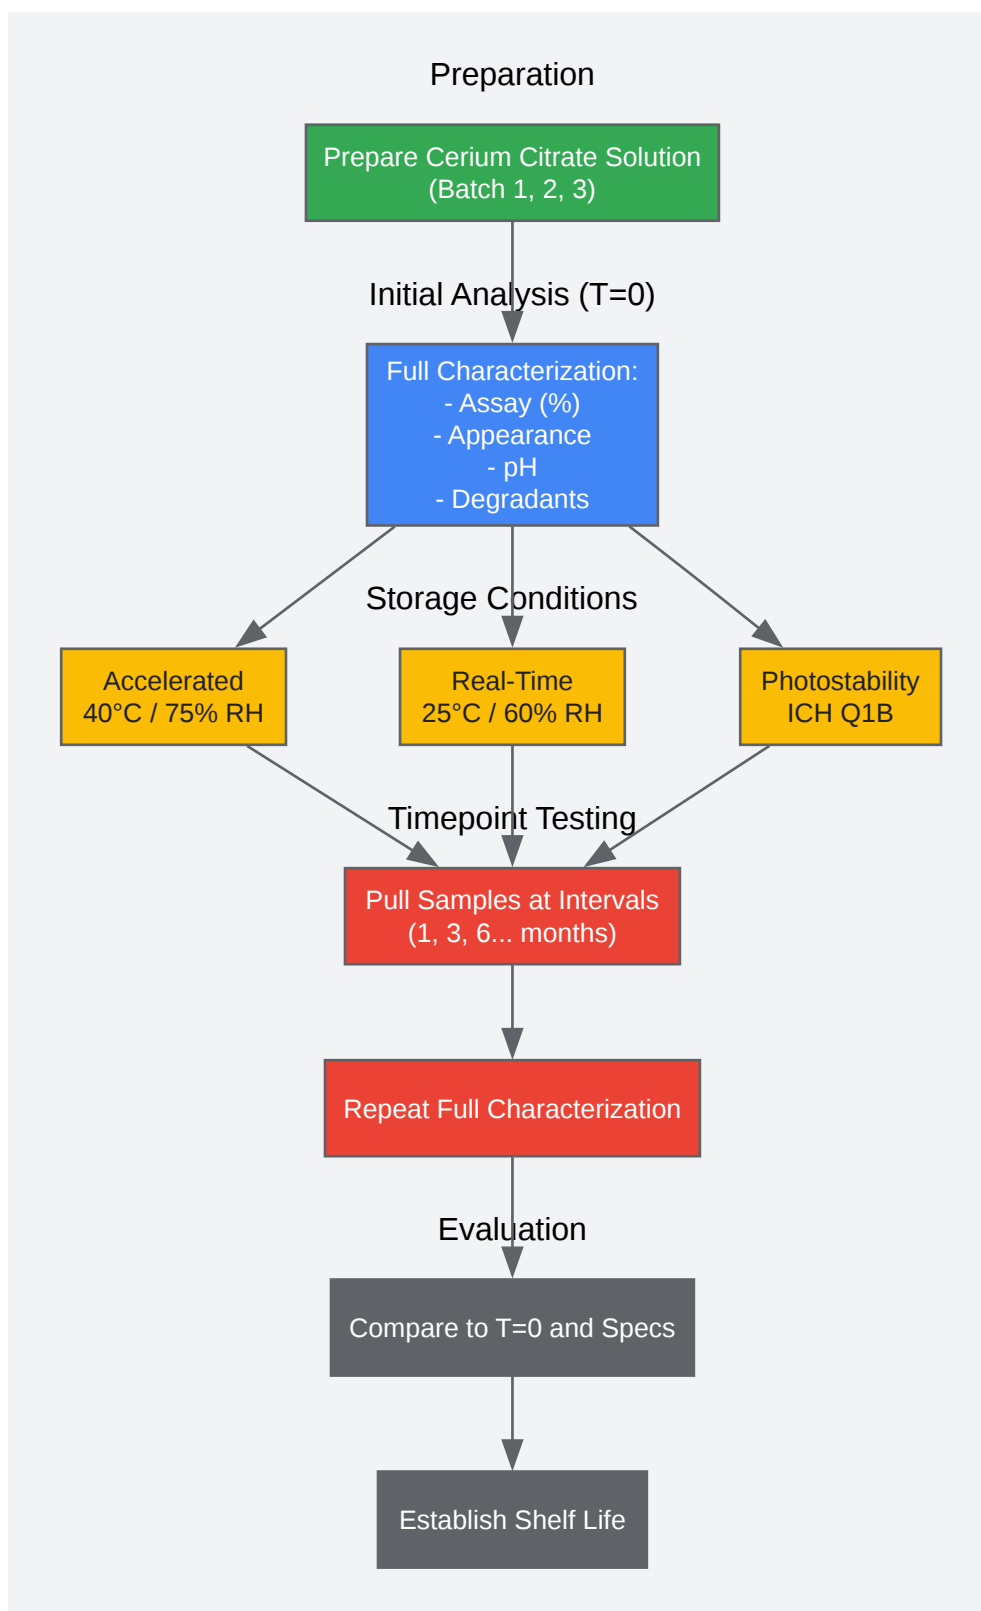 Preparation
Prepare Cerium Citrate Solution
(Batch 1, 2, 3)
Initial Analysis (T=0)
Full Characterization:
- Assay (%)
- Appearance
- pH
- Degradants
Storage Conditions
Accelerated
40°C / 75% RH
Real-Time
25°C / 60% RH
Photostability
ICH Q1B
Timepoint Testing
Pull Samples at Intervals
(1, 3, 6... months)
Repeat Full Characterization
Evaluation
Compare to T=0 and Specs
Establish Shelf Life